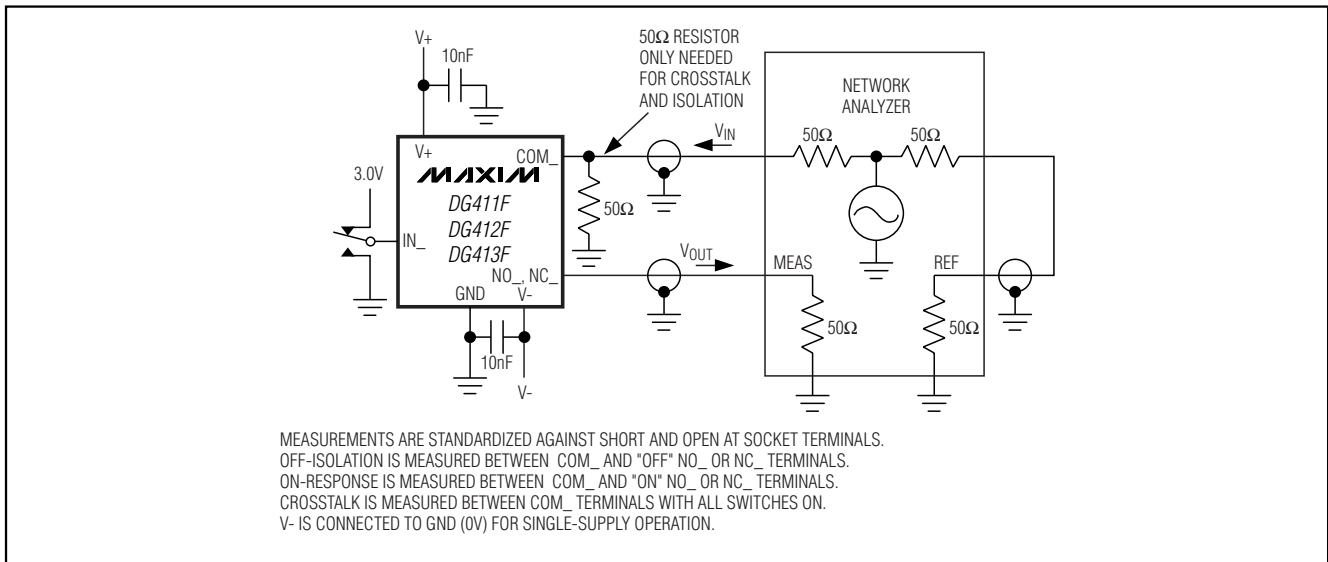 V+
10nF
50Ω RESISTOR
ONLY NEEDED
FOR CROSSTALK
AND ISOLATION
NETWORK
ANALYZER
VIN
50Ω
50Ω
V+
COM_
MAXIM
3.0V
DG411F
50Ω
DG412F
IN_
DG413F
VOUT
MEAS
REF
NO_, NC_
GND
V-
50Ω
50Ω
10nF
V-
MEASUREMENTS ARE STANDARDIZED AGAINST SHORT AND OPEN AT SOCKET TERMINALS.
OFF-ISOLATION IS MEASURED BETWEEN COM_ AND "OFF" NO_ OR NC_ TERMINALS.
ON-RESPONSE IS MEASURED BETWEEN COM_ AND "ON" NO_ OR NC_ TERMINALS.
CROSSTALK IS MEASURED BETWEEN COM_ TERMINALS WITH ALL SWITCHES ON.
V- IS CONNECTED TO GND (0V) FOR SINGLE-SUPPLY OPERATION.